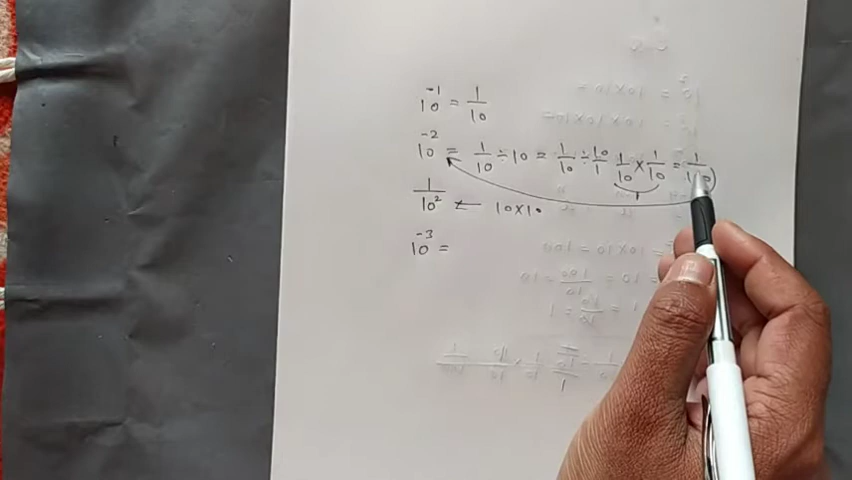 10⁻¹ = 1/10
10⁻² = 1/10 ÷ 10 = 1/10 ÷ 10/1 1/10 × 1/10 = 1/100
1/10² ← 10×10
10⁻³ =